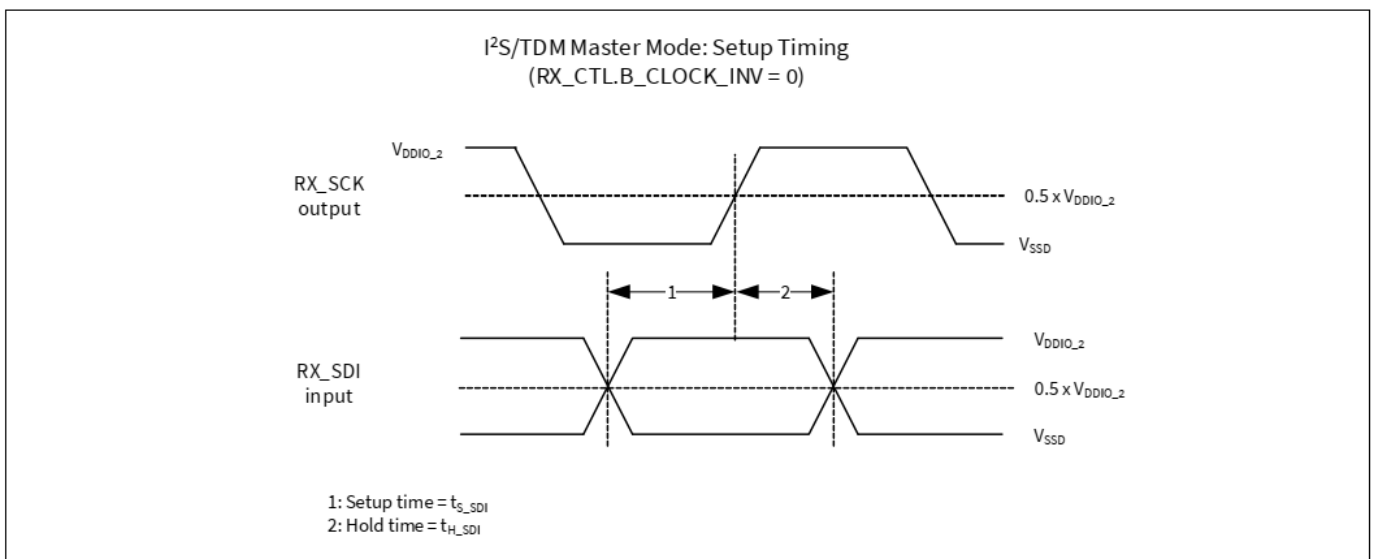 I²S/TDM Master Mode: Setup Timing
(RX_CTL.B_CLOCK_INV = 0)
V_DDIO_2
RX_SCK
output
0.5 x V_DDIO_2
V_SSD
1
2
V_DDIO_2
RX_SDI
input
0.5 x V_DDIO_2
V_SSD
1: Setup time = t_S_SDI
2: Hold time = t_H_SDI